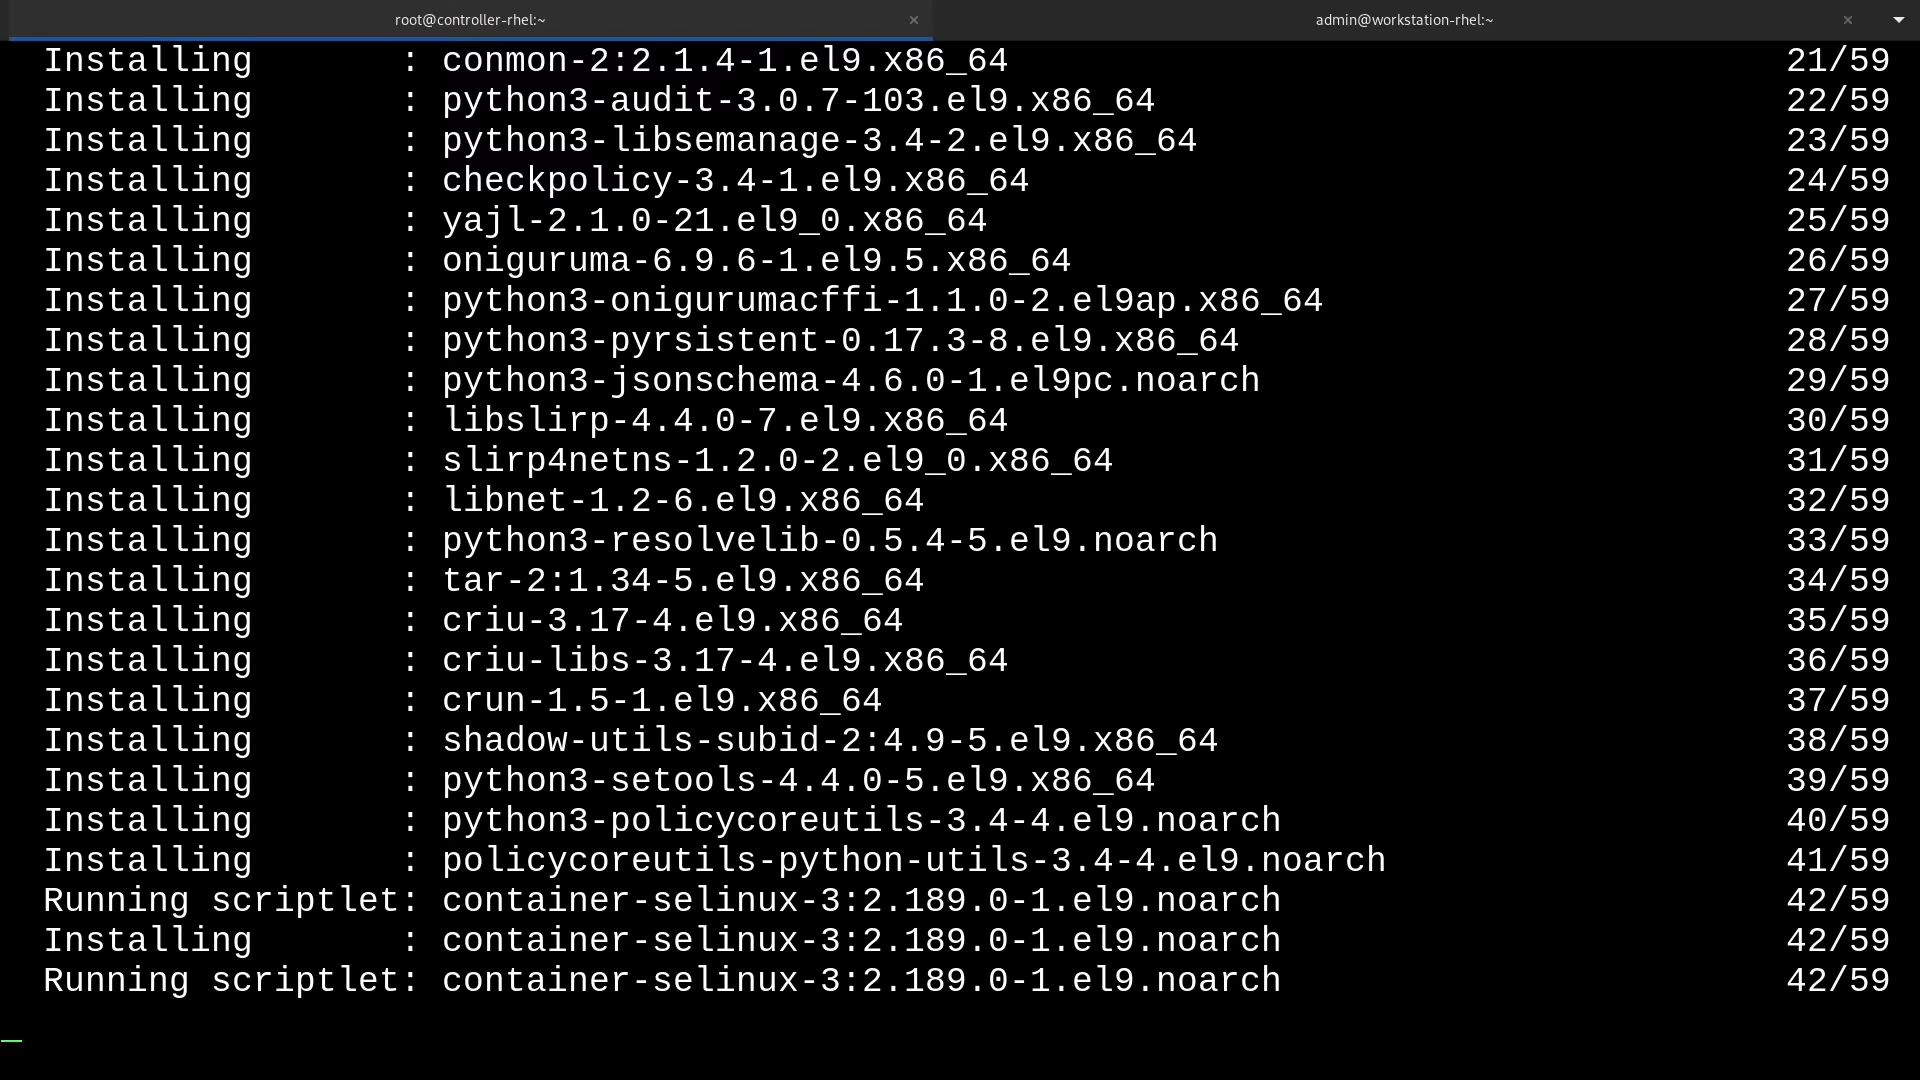 root@controller-rhel:~ × admin@workstation-rhel:~ ×
Installing : conmon-2:2.1.4-1.el9.x86_64 21/59
Installing : python3-audit-3.0.7-103.el9.x86_64 22/59
Installing : python3-libsemanage-3.4-2.el9.x86_64 23/59
Installing : checkpolicy-3.4-1.el9.x86_64 24/59
Installing : yajl-2.1.0-21.el9_0.x86_64 25/59
Installing : oniguruma-6.9.6-1.el9.5.x86_64 26/59
Installing : python3-onigurumacffi-1.1.0-2.el9ap.x86_64 27/59
Installing : python3-pyrsistent-0.17.3-8.el9.x86_64 28/59
Installing : python3-jsonschema-4.6.0-1.el9pc.noarch 29/59
Installing : libslirp-4.4.0-7.el9.x86_64 30/59
Installing : slirp4netns-1.2.0-2.el9_0.x86_64 31/59
Installing : libnet-1.2-6.el9.x86_64 32/59
Installing : python3-resolvelib-0.5.4-5.el9.noarch 33/59
Installing : tar-2:1.34-5.el9.x86_64 34/59
Installing : criu-3.17-4.el9.x86_64 35/59
Installing : criu-libs-3.17-4.el9.x86_64 36/59
Installing : crun-1.5-1.el9.x86_64 37/59
Installing : shadow-utils-subid-2:4.9-5.el9.x86_64 38/59
Installing : python3-setools-4.4.0-5.el9.x86_64 39/59
Installing : python3-policycoreutils-3.4-4.el9.noarch 40/59
Installing : policycoreutils-python-utils-3.4-4.el9.noarch 41/59
Running scriptlet: container-selinux-3:2.189.0-1.el9.noarch 42/59
Installing : container-selinux-3:2.189.0-1.el9.noarch 42/59
Running scriptlet: container-selinux-3:2.189.0-1.el9.noarch 42/59